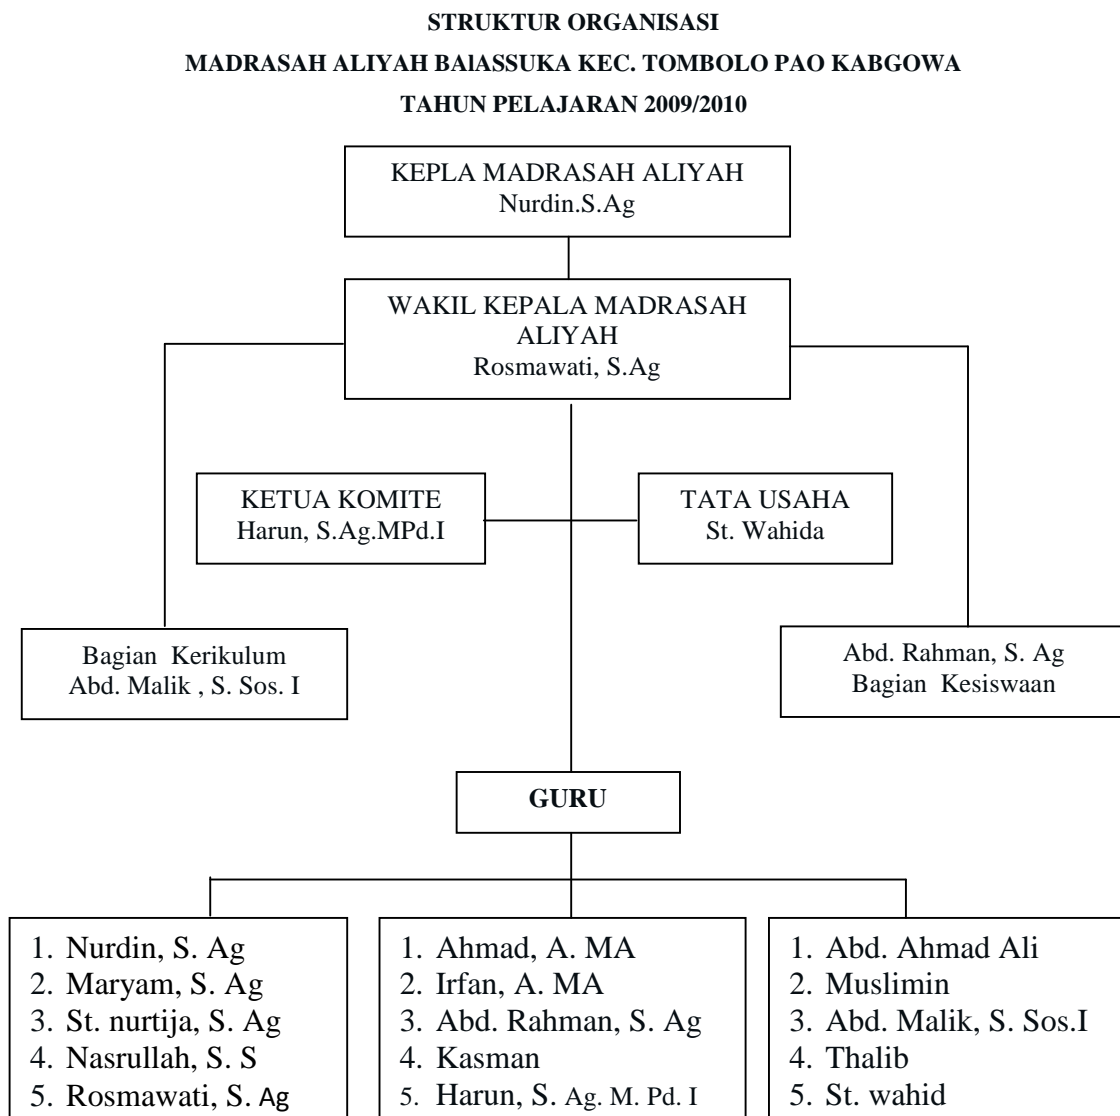 STRUKTUR ORGANISASI
MADRASAH ALIYAH BAlASSUKA KEC. TOMBOLO PAO KABGOWA
TAHUN PELAJARAN 2009/2010
KEPLA MADRASAH ALIYAH
Nurdin.S.Ag
WAKIL KEPALA MADRASAH
ALIYAH
Rosmawati, S.Ag
KETUA KOMITE
Harun, S.Ag.MPd.I
TATA USAHA
St. Wahida
Bagian Kerikulum
Abd. Malik , S. Sos. I
Abd. Rahman, S. Ag
Bagian Kesiswaan
GURU
1. Nurdin, S. Ag
2. Maryam, S. Ag
3. St. nurtija, S. Ag
4. Nasrullah, S. S
5. Rosmawati, S. Ag
1. Ahmad, A. MA
2. Irfan, A. MA
3. Abd. Rahman, S. Ag
4. Kasman
5. Harun, S. Ag. M. Pd. I
1. Abd. Ahmad Ali
2. Muslimin
3. Abd. Malik, S. Sos.I
4. Thalib
5. St. wahid